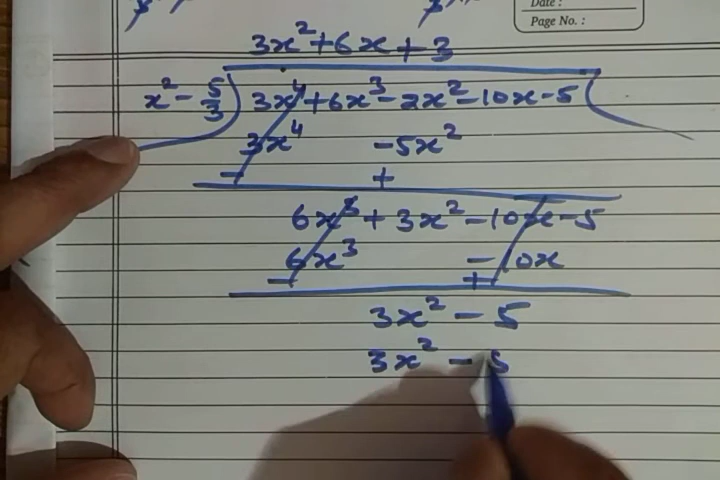 Date :
Page No. :
3x² + 6x + 3
x² - 5/3 ) 3x⁴ + 6x³ - 2x² - 10x - 5 (
3x⁴ - 5x²
- +
6x³ + 3x² - 10x - 5
6x³ - 10x
- +
3x² - 5
3x² - 5